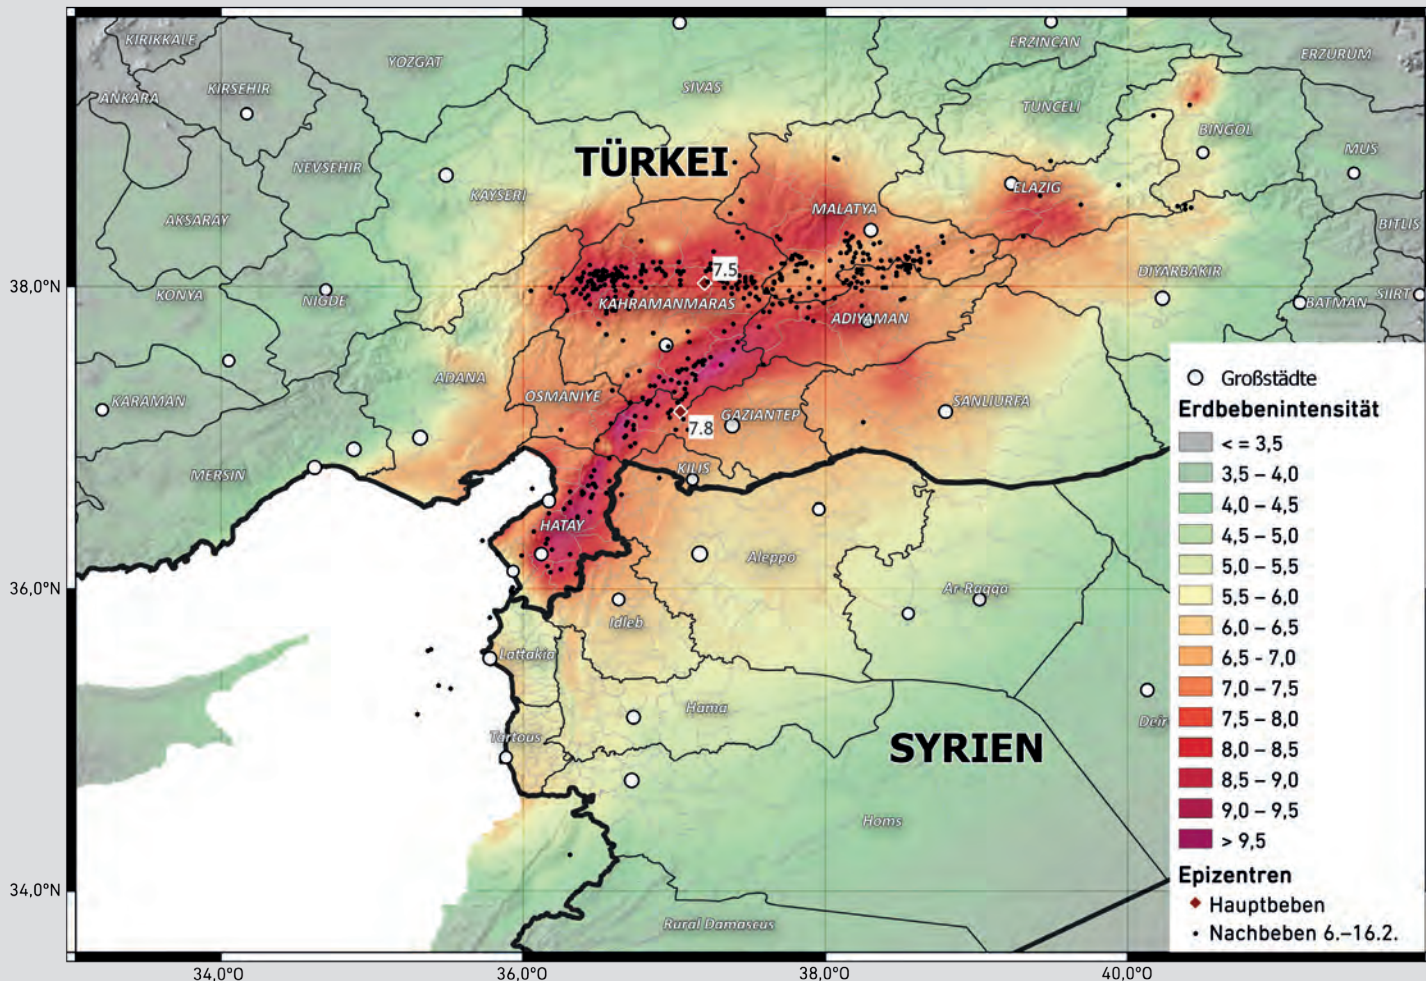 KIRIKKALE
YOZGAT
ERZINCAN
ERZURUM
ANKARA
KIRSEHIR
SIVAS
TUNCELI
BINGOL
MUS
TÜRKEI
NEVSEHIR
KAYSERI
ELAZIG
AKSARAY
MALATYA
BITLIS
38,0°N
KONYA
NIGDE
7.5
KAHRAMANMARAS
DIYARBAKIR
SIIRT
BATMAN
ADIYAMAN
ADANA
OSMANIYE
KARAMAN
7.8
GAZIANTEP
SANLIURFA
MERSIN
KILIS
HATAY
Aleppo
36,0°N
Ar-Raqqa
Idleb
Lattakia
Hama
Deir-
Tartous
SYRIEN
Homs
34,0°N
Rural Damascus
34,0°O
36,0°O
38,0°O
40,0°O
Großstädte
Erdbebenintensität
< = 3,5
3,5 – 4,0
4,0 – 4,5
4,5 – 5,0
5,0 – 5,5
5,5 – 6,0
6,0 – 6,5
6,5 - 7,0
7,0 – 7,5
7,5 – 8,0
8,0 – 8,5
8,5 – 9,0
9,0 – 9,5
> 9,5
Epizentren
Hauptbeben
Nachbeben 6.–16.2.